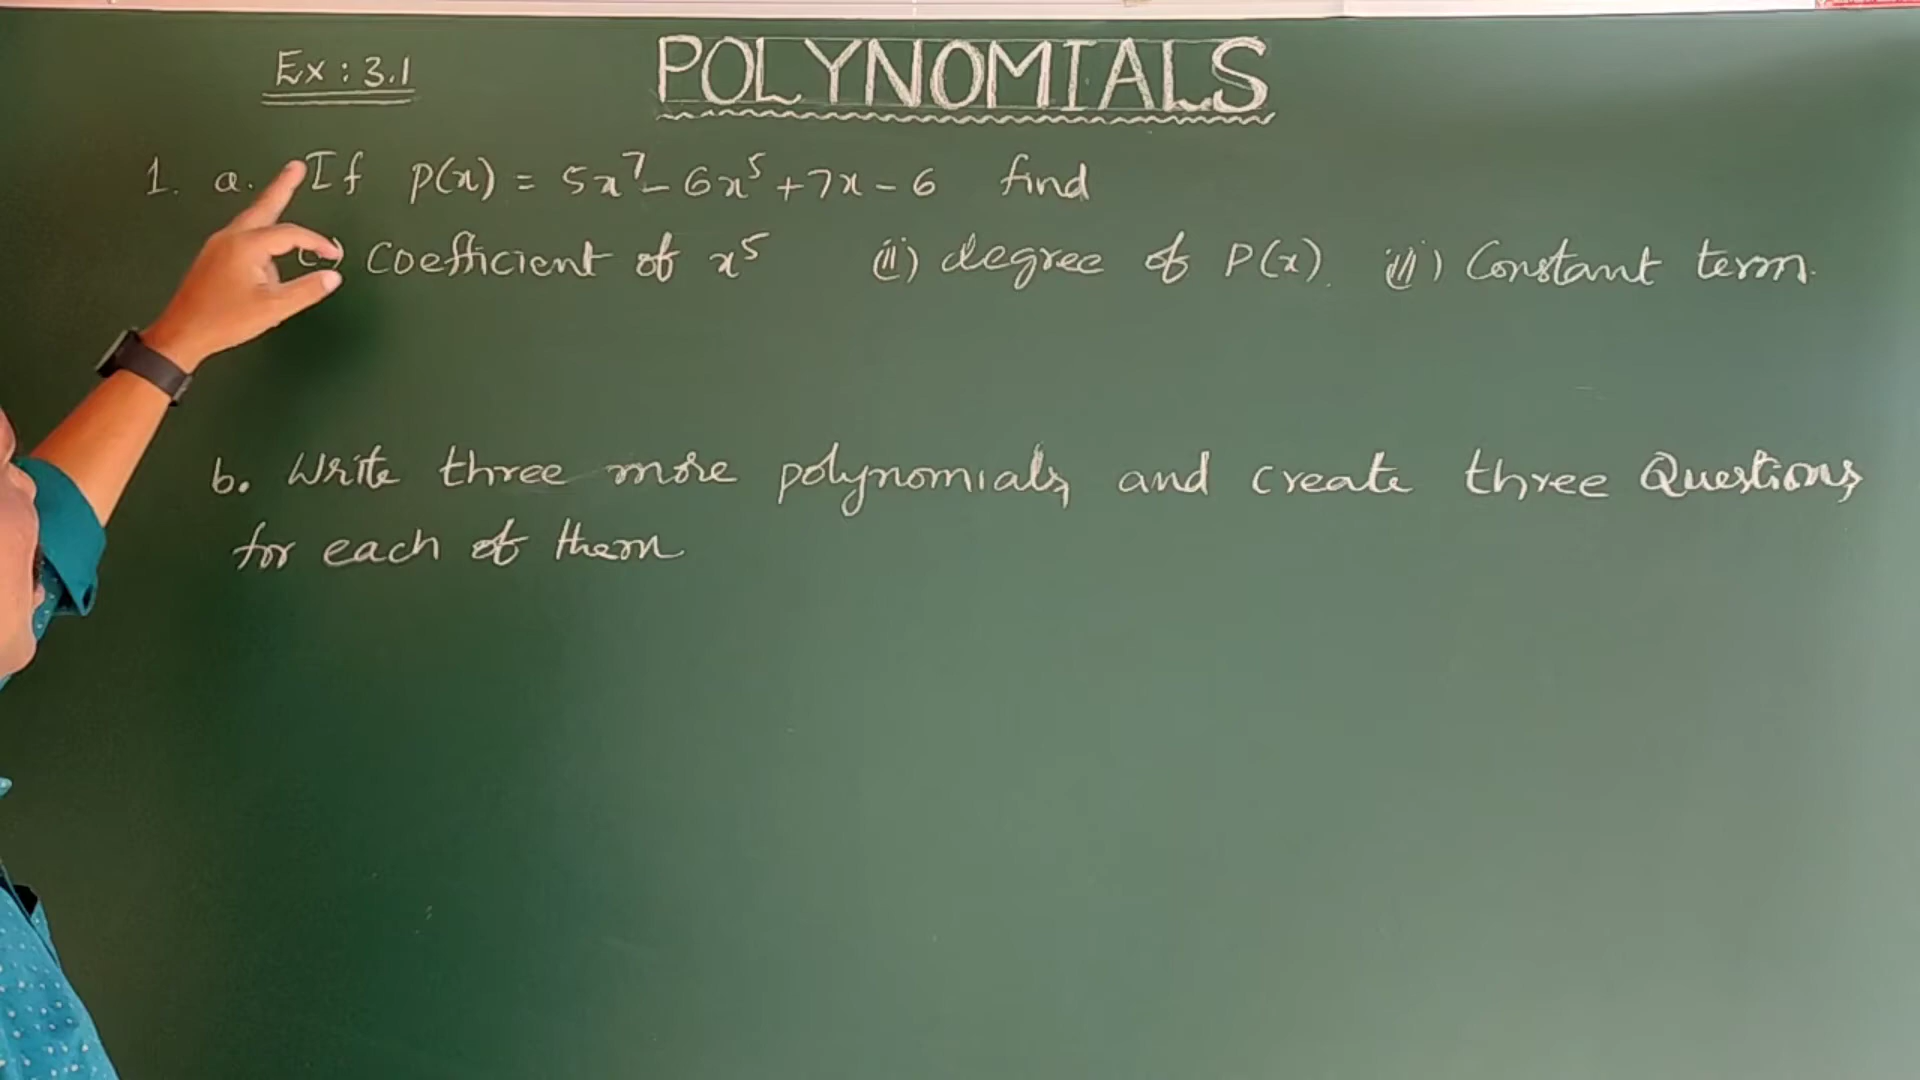 Ex : 3.1
POLYNOMIALS
1. a. If p(x) = 5x⁷ - 6x⁵ + 7x - 6 find
coefficient of x⁵ (ii) degree of P(x). (iii) Constant term.
b. Write three more polynomials and create three Questions
for each of them